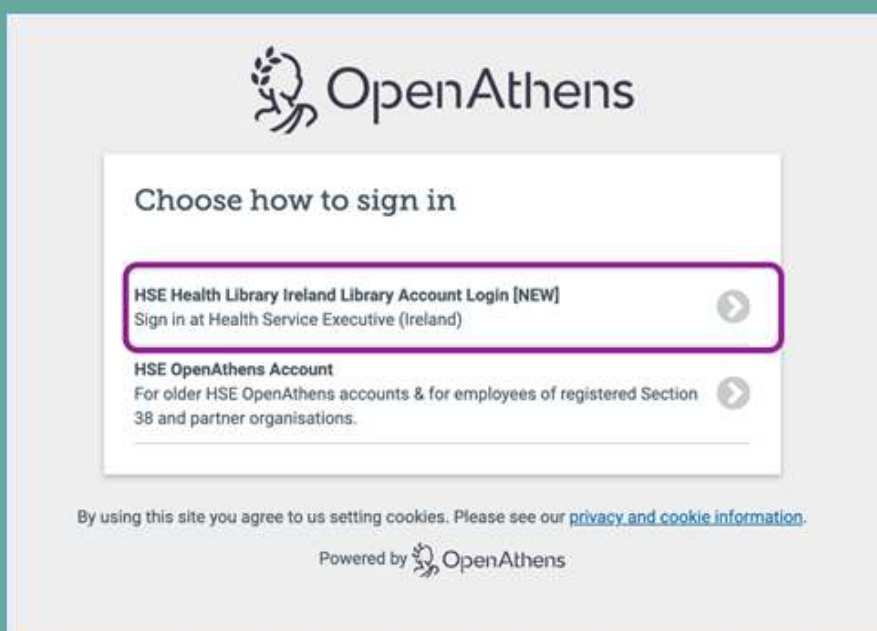 OpenAthens
Choose how to sign in
HSE Health Library Ireland Library Account Login [NEW]
Sign in at Health Service Executive (Ireland)
HSE OpenAthens Account
For older HSE OpenAthens accounts & for employees of registered Section
38 and partner organisations.
By using this site you agree to us setting cookies. Please see our privacy and cookie information.
Powered by OpenAthens